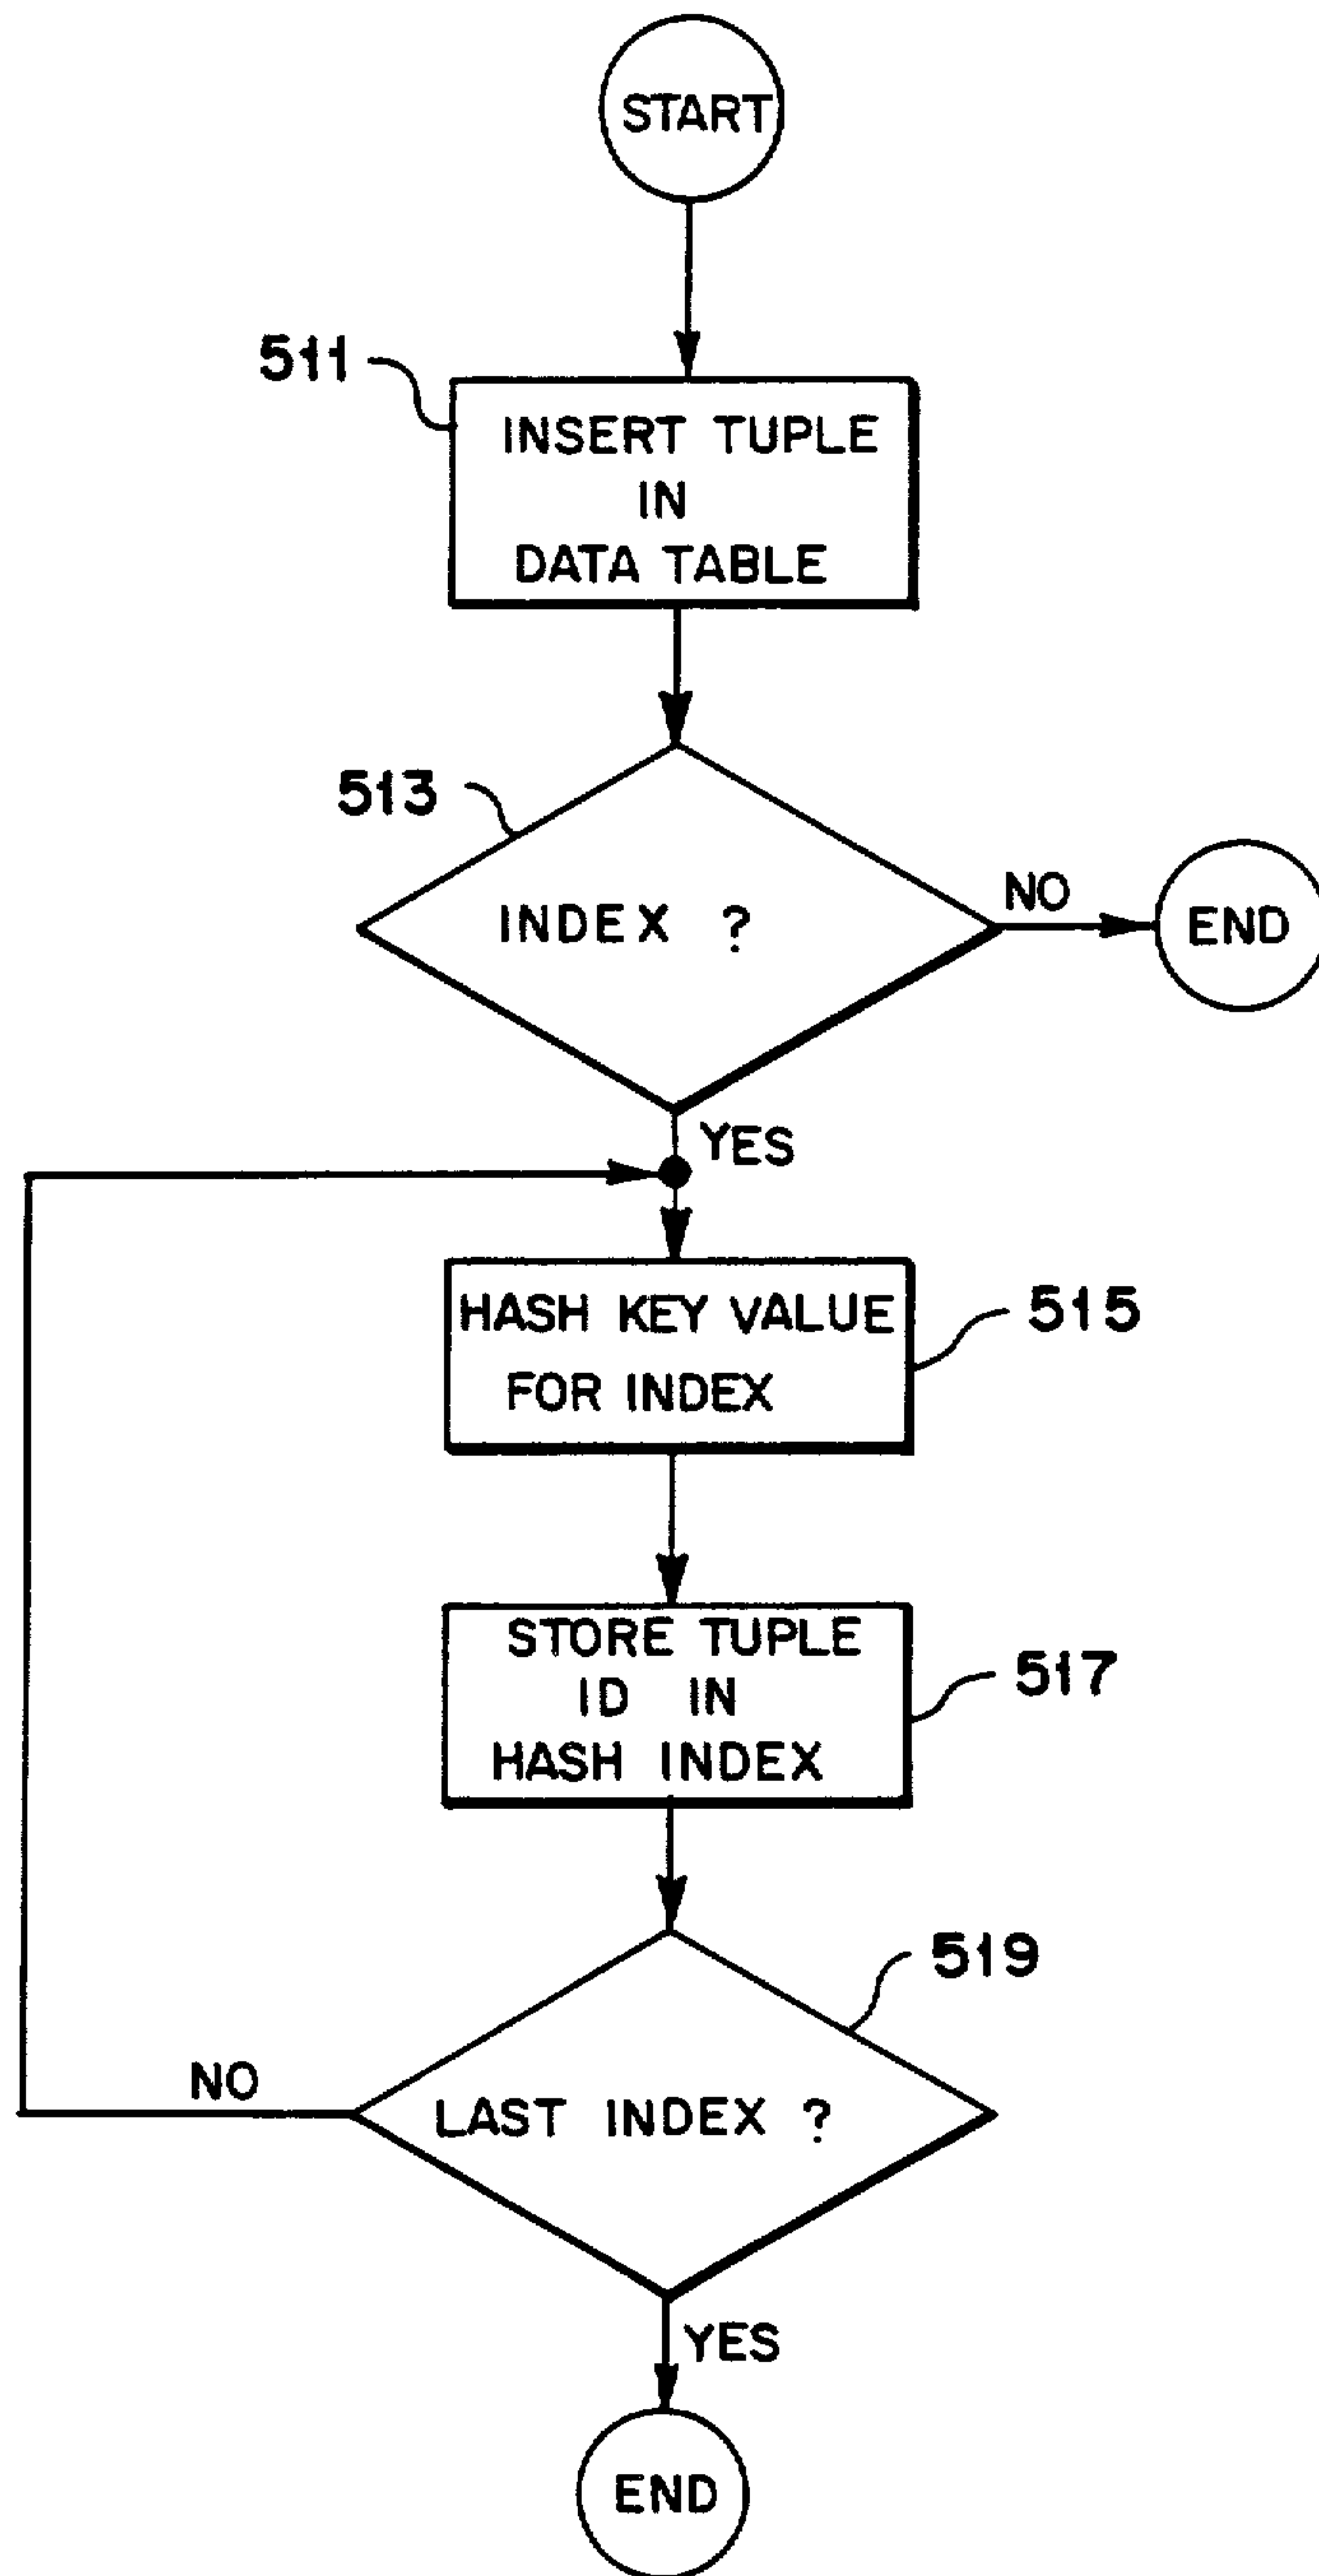 START
511
INSERT TUPLE
IN
DATA TABLE
513
INDEX ?
NO
END
YES
HASH KEY VALUE
FOR INDEX
515
STORE TUPLE
ID IN
HASH INDEX
517
519
NO
LAST INDEX ?
YES
END